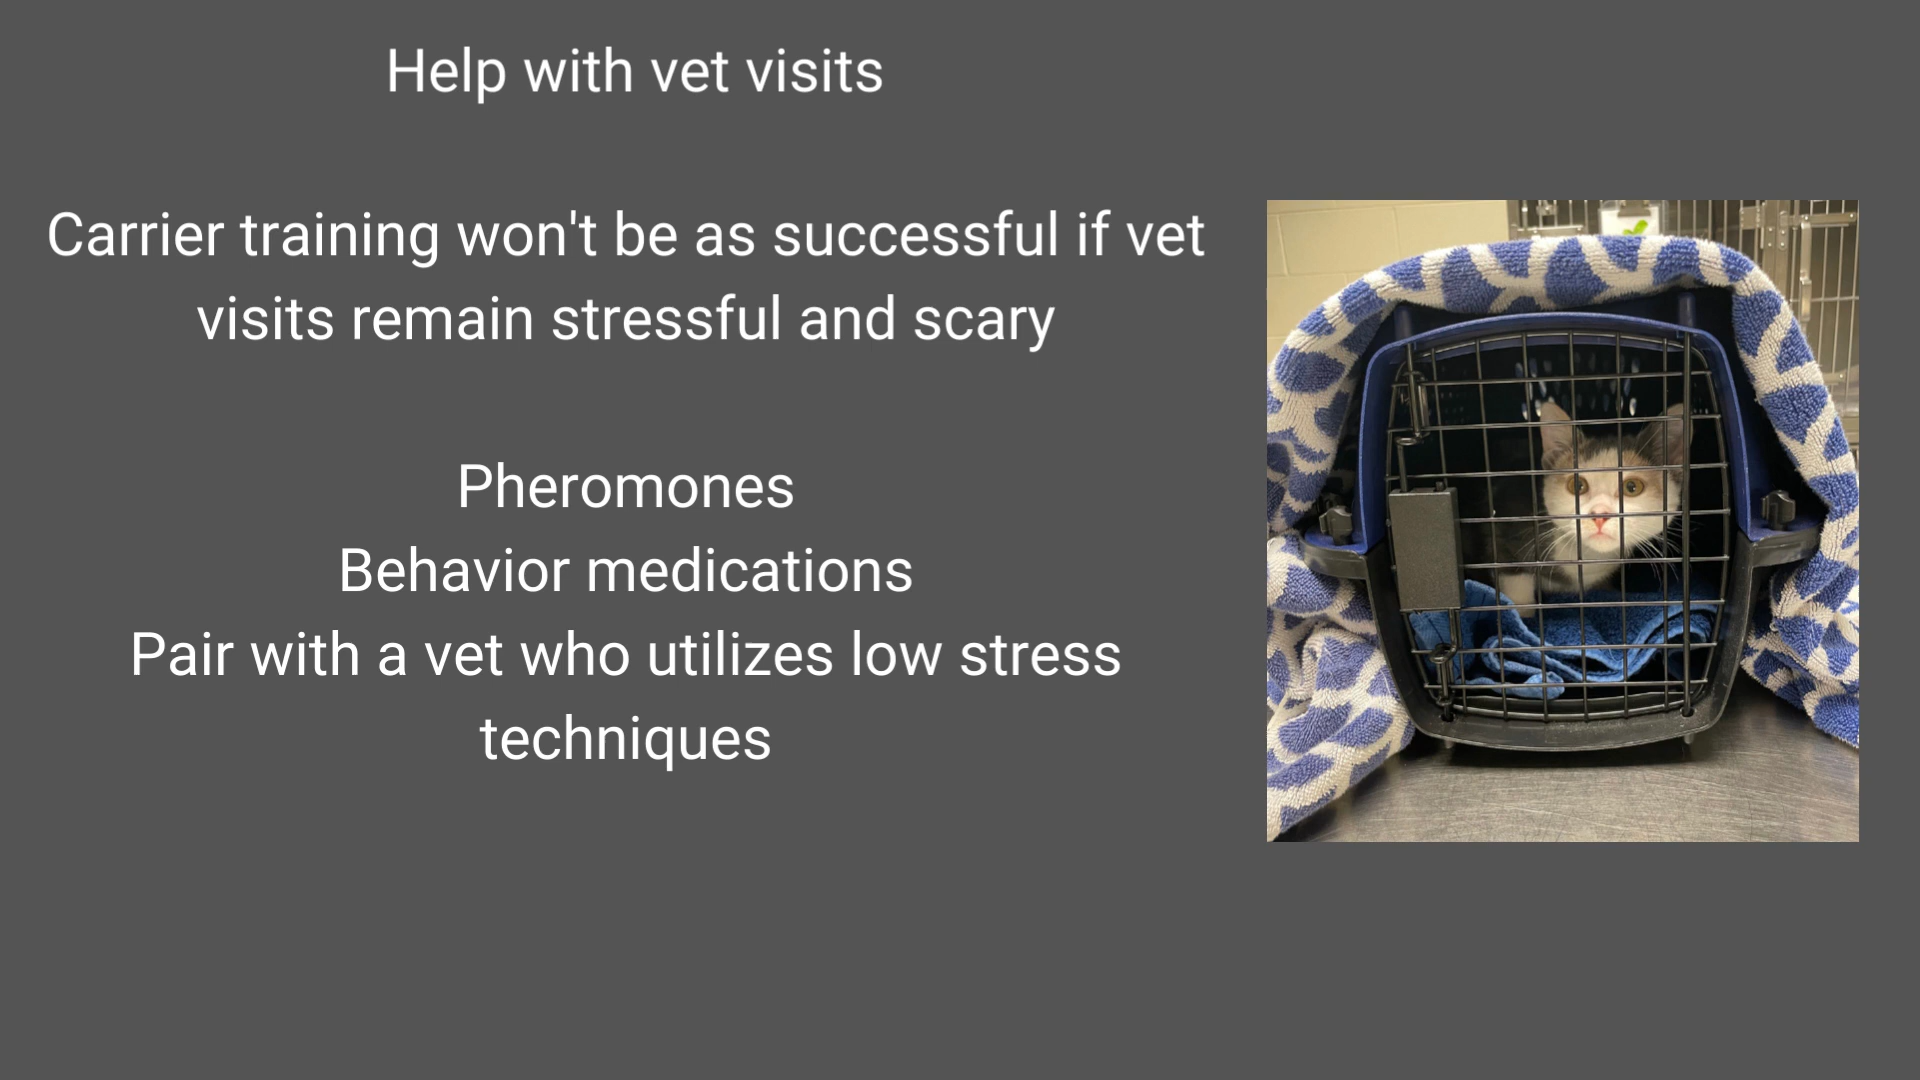 Help with vet visits
Carrier training won't be as successful if vet
visits remain stressful and scary
Pheromones
Behavior medications
Pair with a vet who utilizes low stress
techniques